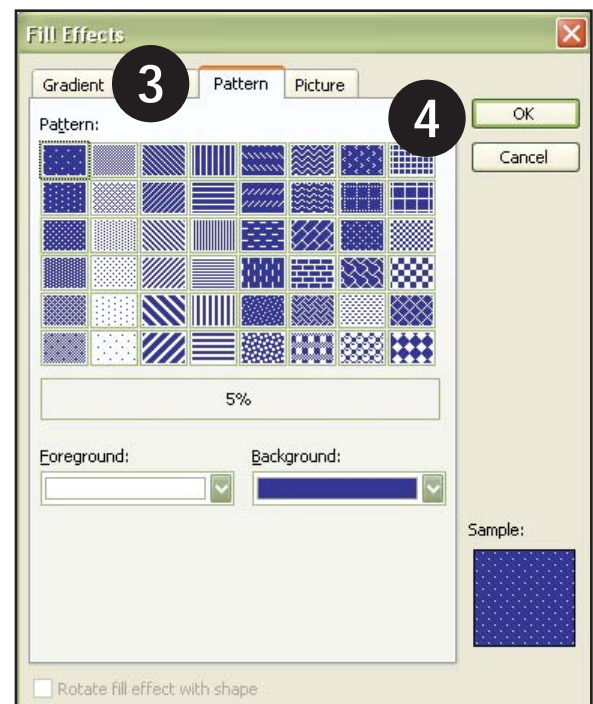 Fill Effects
Gradient 3 Pattern Picture
4
OK
Pattern:
Cancel
5%
Foreground: Background:
Sample:
Rotate fill effect with shape